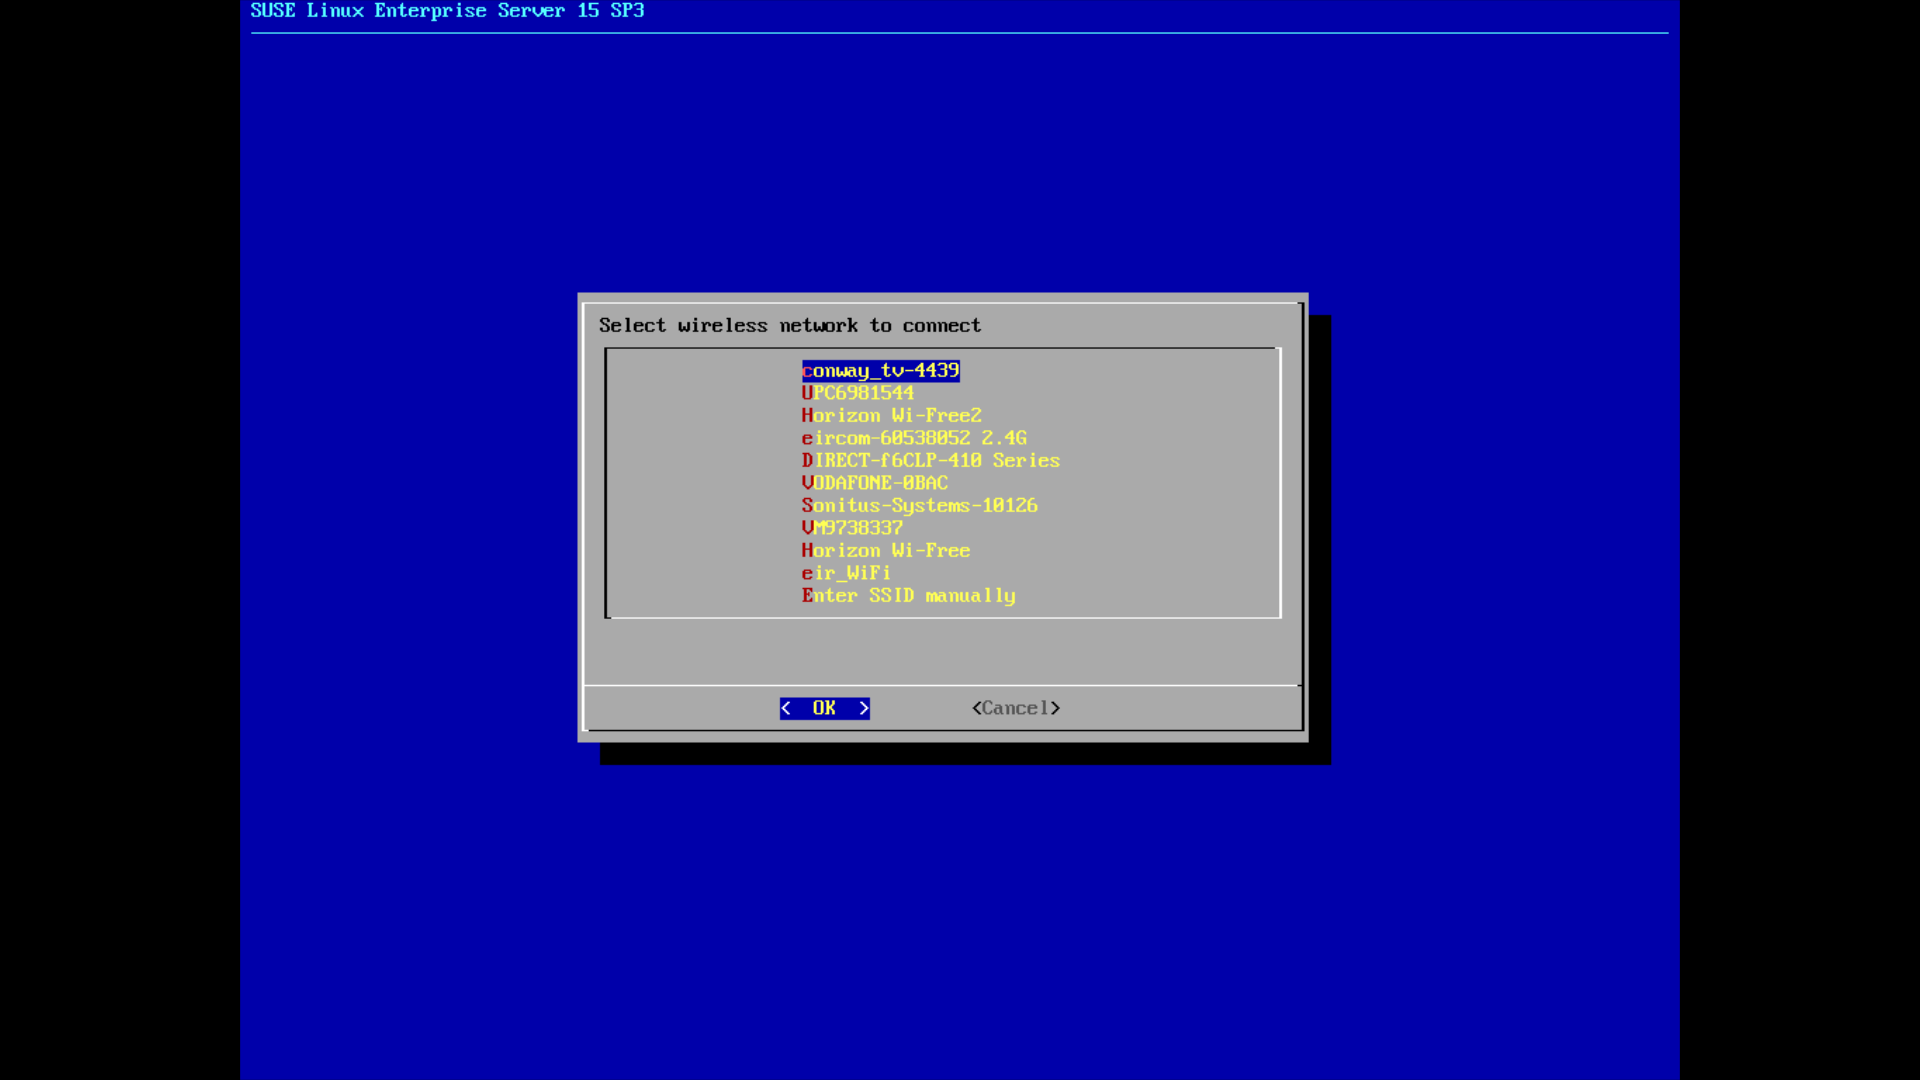 SUSE Linux Enterprise Server 15 SP3
Select wireless network to connect
conway_tv-4439
UPC6981544
Horizon Wi-Free2
eircom-60538052 2.4G
DIRECT-f6CLP-410 Series
VODAFONE-0BAC
Sonitus-Systems-10126
VM9738337
Horizon Wi-Free
eir_WiFi
Enter SSID manually
< OK > <Cancel>